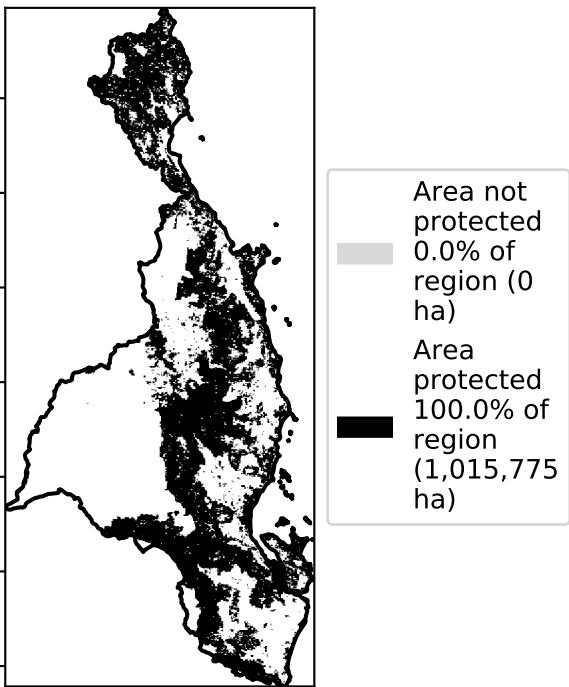 Area not
protected
0.0% of
region (0
ha)
Area
protected
100.0% of
region
(1,015,775
ha)